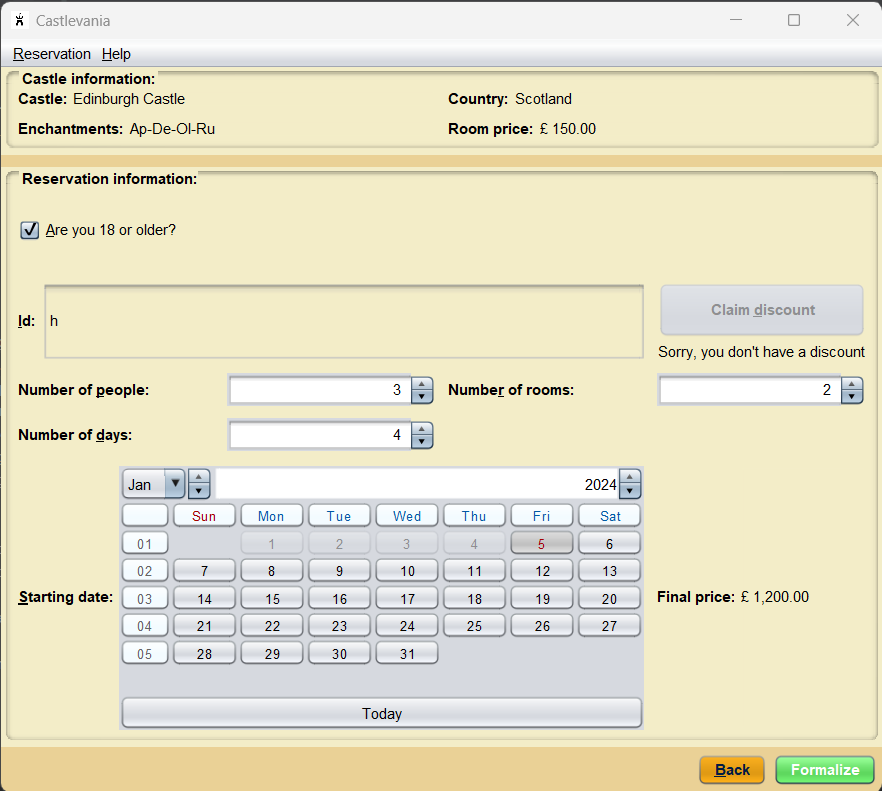 Castlevania
Reservation Help
Castle information:
Castle: Edinburgh Castle Country: Scotland
Enchantments: Ap-De-Ol-Ru Room price: £ 150.00
Reservation information:
Are you 18 or older?
Id: h Claim discount
Sorry, you don't have a discount
Number of people: 3 Number of rooms: 2
Number of days: 4
Jan 2024
Sun Mon Tue Wed Thu Fri Sat
01 1 2 3 4 5 6
02 7 8 9 10 11 12 13
03 14 15 16 17 18 19 20
04 21 22 23 24 25 26 27
05 28 29 30 31
Starting date: Final price: £ 1,200.00
Today
Back Formalize